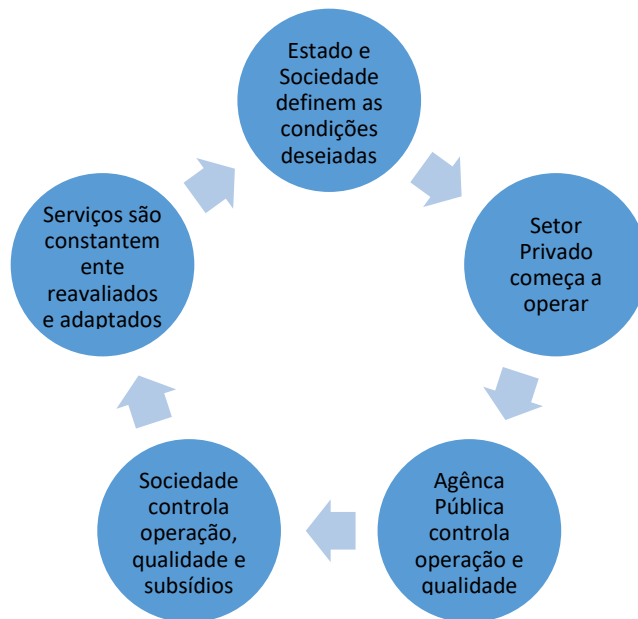 Estado e
Sociedade
definem as
condições
desejadas
Setor
Privado
começa a
operar
Agênca
Pública
controla
operação e
qualidade
Sociedade
controla
operação,
qualidade e
subsídios
Serviços são
constantem
ente
reavaliados
e adaptados